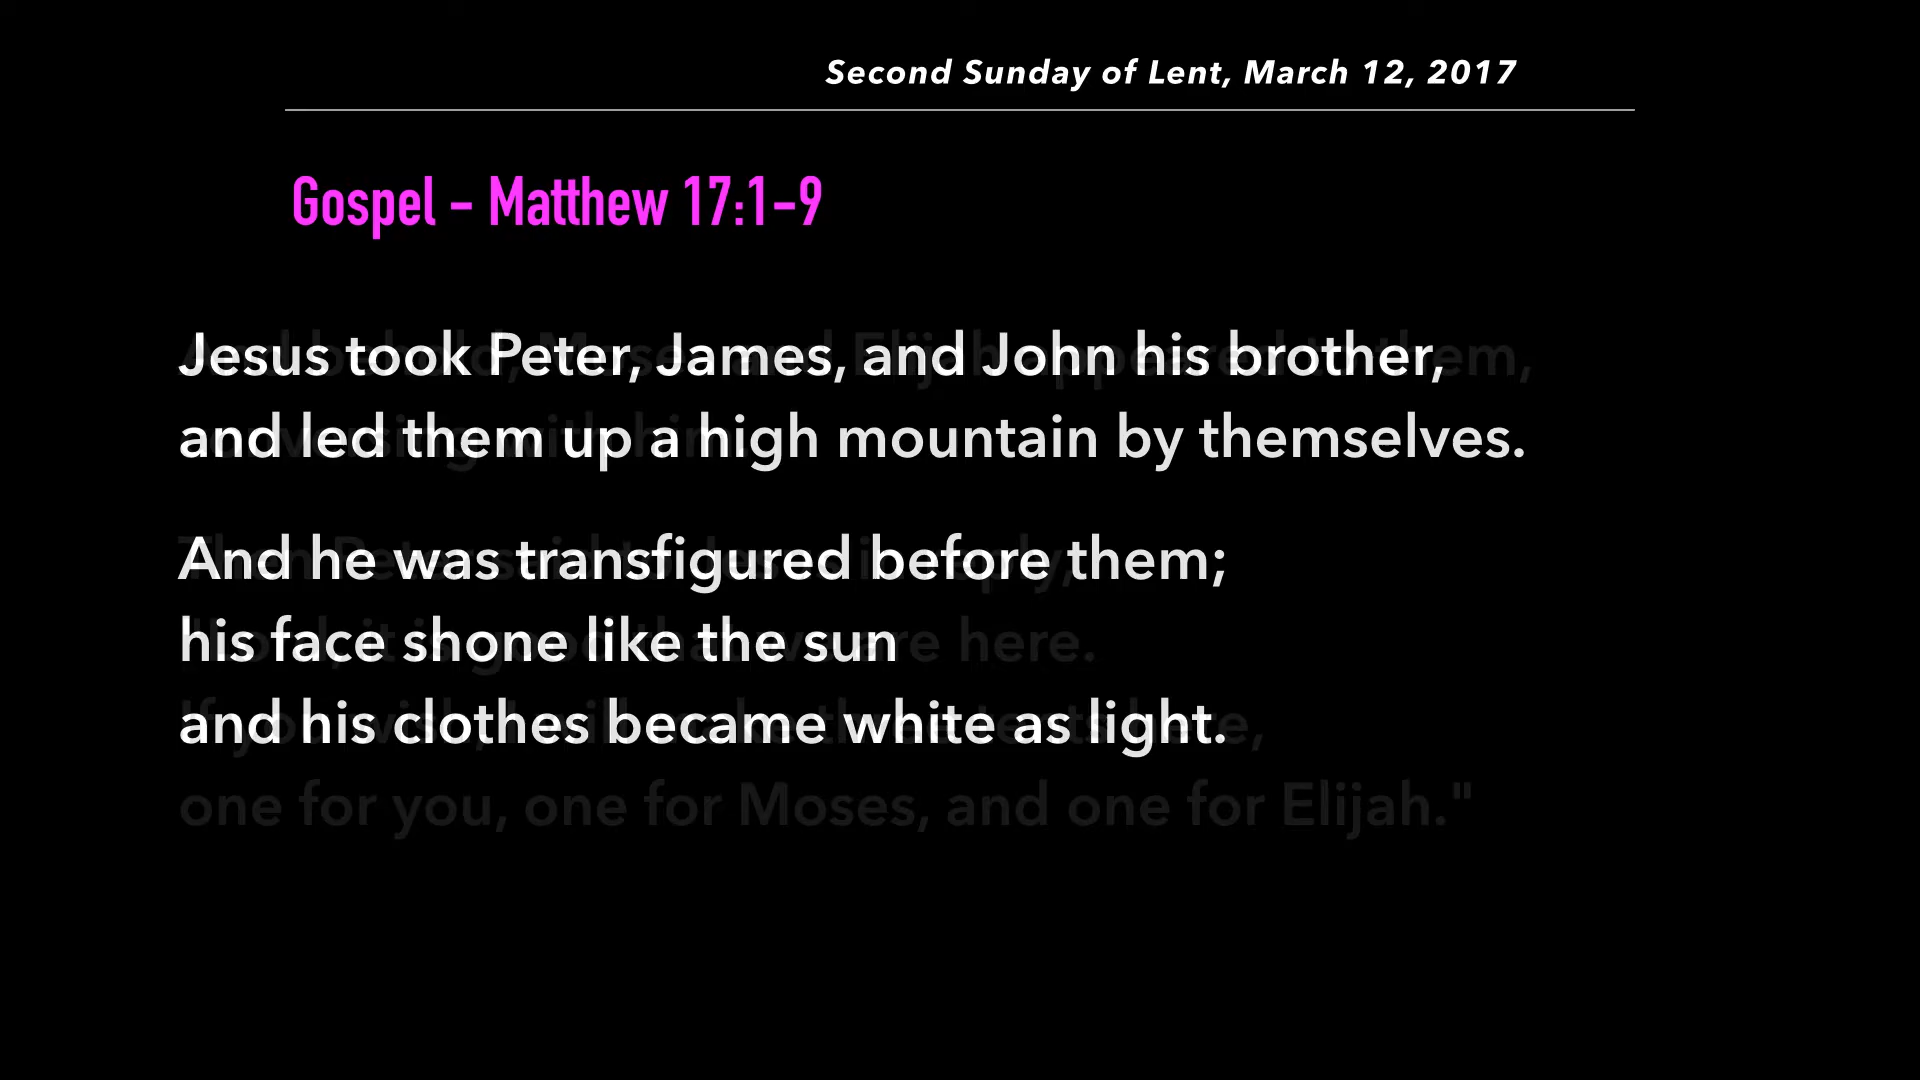 Second Sunday of Lent, March 12, 2017
Gospel - Matthew 17:1-9
Jesus took Peter, James, and John his brother,
and led them up a high mountain by themselves.
And he was transfigured before them;
his face shone like the sun
and his clothes became white as light.
one for you, one for Moses, and one for Elijah."